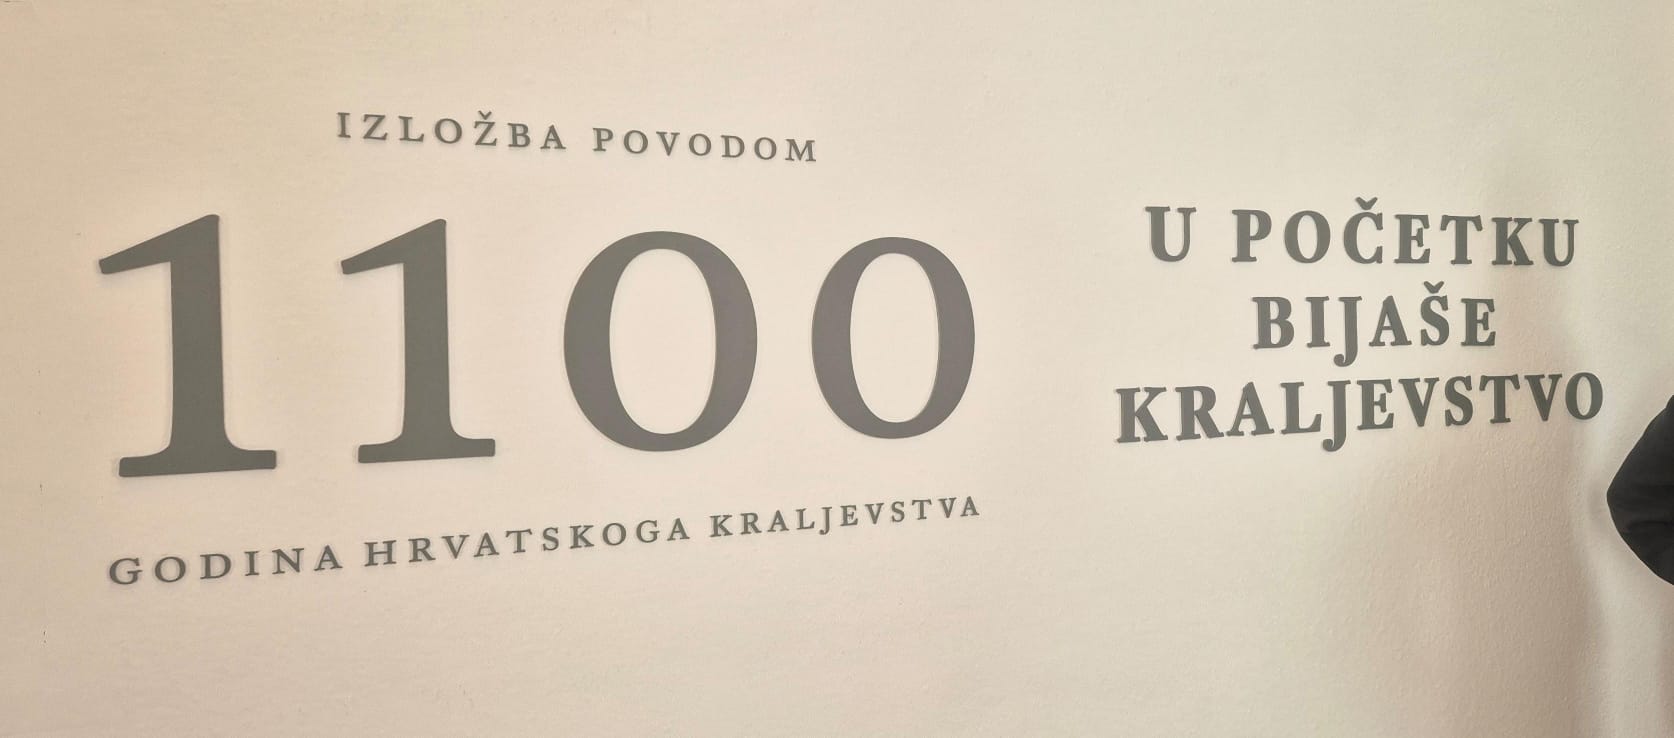 IZLOŽBA POVODOM
1100
GODINA HRVATSKOGA KRALJEVSTVA
U POČETKU
BIJAŠE
KRALJEVSTVO